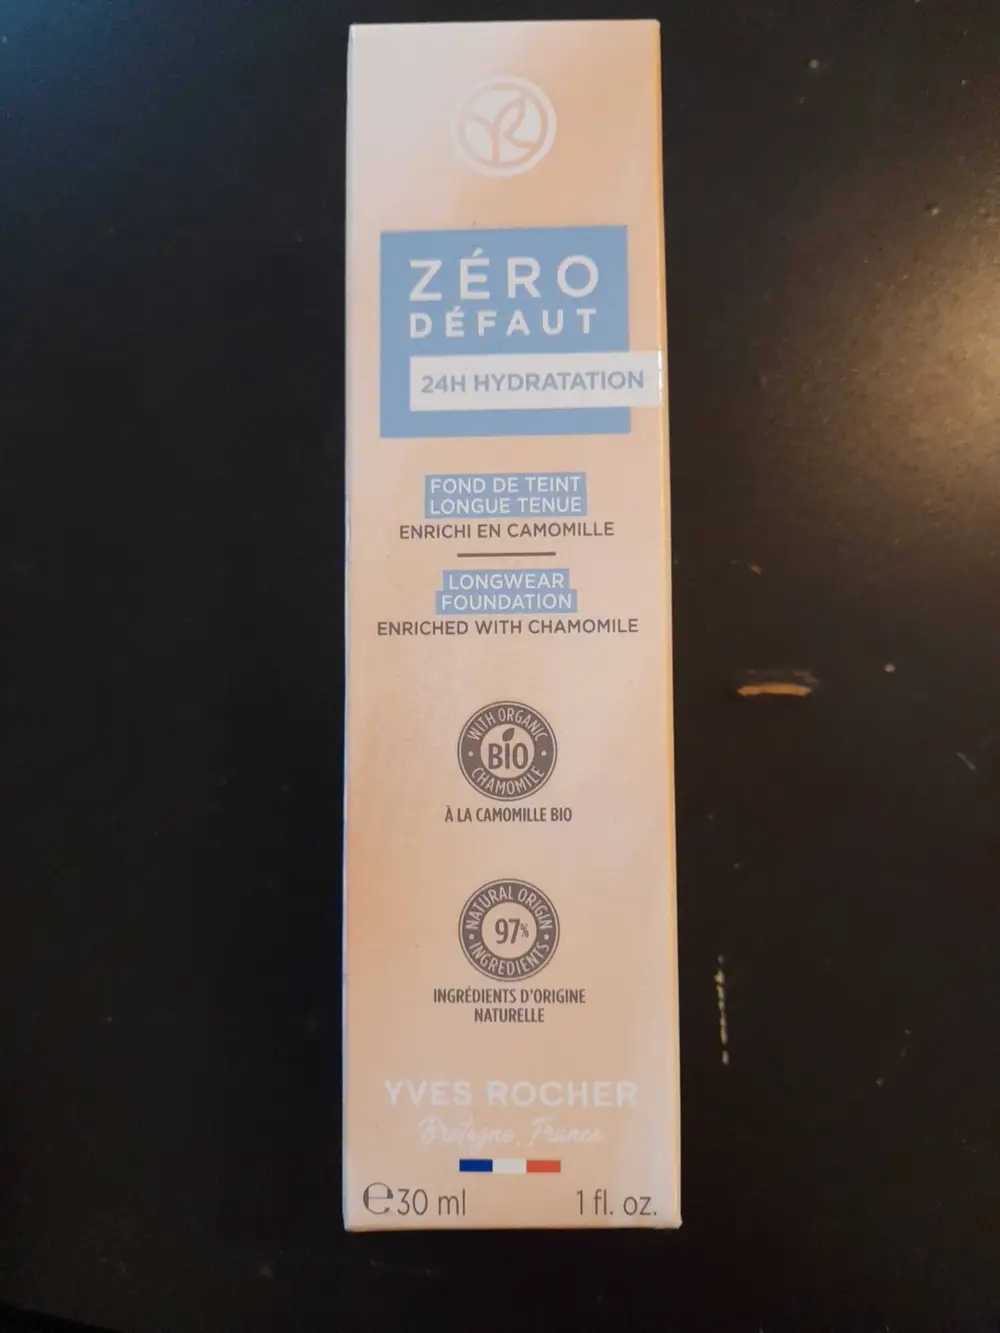 ZÉRO
DÉFAUT
24H HYDRATATION
FOND DE TEINT
LONGUE TENUE
ENRICHI EN CAMOMILLE
LONGWEAR
FOUNDATION
ENRICHED WITH CHAMOMILE
WITH ORGANIC
BIO
CHAMOMILE
À LA CAMOMILLE BIO
NATURAL ORIGIN
97%
INGREDIENTS
INGRÉDIENTS D'ORIGINE
NATURELLE
YVES ROCHER
Bretagne, France
℮30 ml 1 fl. oz.